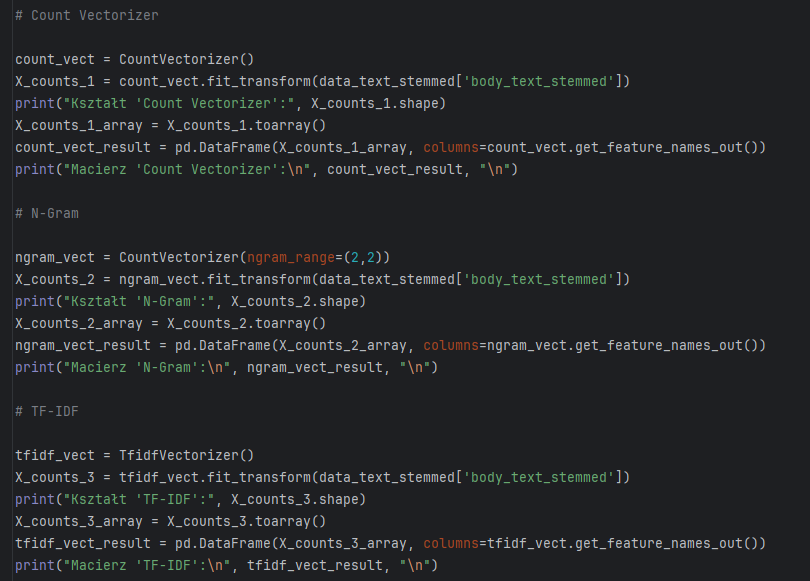 # Count Vectorizer
count_vect = CountVectorizer()
X_counts_1 = count_vect.fit_transform(data_text_stemmed['body_text_stemmed'])
print("Kształt 'Count Vectorizer':", X_counts_1.shape)
X_counts_1_array = X_counts_1.toarray()
count_vect_result = pd.DataFrame(X_counts_1_array, columns=count_vect.get_feature_names_out())
print("Macierz 'Count Vectorizer':\n", count_vect_result, "\n")
# N-Gram
ngram_vect = CountVectorizer(ngram_range=(2,2))
X_counts_2 = ngram_vect.fit_transform(data_text_stemmed['body_text_stemmed'])
print("Kształt 'N-Gram':", X_counts_2.shape)
X_counts_2_array = X_counts_2.toarray()
ngram_vect_result = pd.DataFrame(X_counts_2_array, columns=ngram_vect.get_feature_names_out())
print("Macierz 'N-Gram':\n", ngram_vect_result, "\n")
# TF-IDF
tfidf_vect = TfidfVectorizer()
X_counts_3 = tfidf_vect.fit_transform(data_text_stemmed['body_text_stemmed'])
print("Kształt 'TF-IDF':", X_counts_3.shape)
X_counts_3_array = X_counts_3.toarray()
tfidf_vect_result = pd.DataFrame(X_counts_3_array, columns=tfidf_vect.get_feature_names_out())
print("Macierz 'TF-IDF':\n", tfidf_vect_result, "\n")